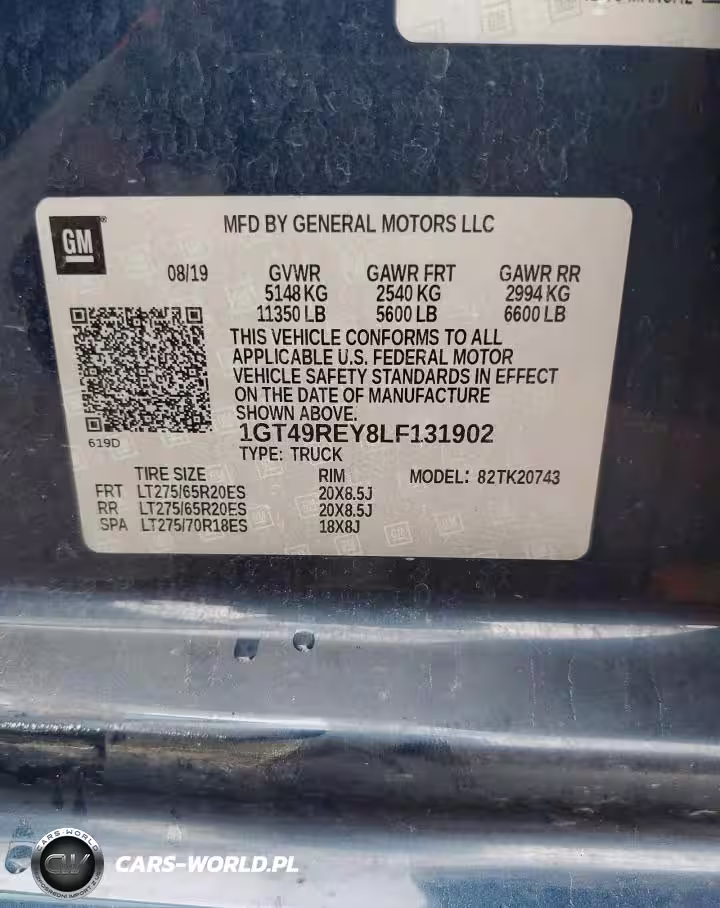 GM
MFD BY GENERAL MOTORS LLC
08/19 GVWR GAWR FRT GAWR RR
5148 KG 2540 KG 2994 KG
11350 LB 5600 LB 6600 LB
THIS VEHICLE CONFORMS TO ALL
APPLICABLE U.S. FEDERAL MOTOR
VEHICLE SAFETY STANDARDS IN EFFECT
ON THE DATE OF MANUFACTURE
SHOWN ABOVE.
619D
1GT49REY8LF131902
TYPE: TRUCK
TIRE SIZE RIM MODEL: 82TK20743
FRT LT275/65R20ES 20X8.5J
RR LT275/65R20ES 20X8.5J
SPA LT275/70R18ES 18X8J
CARS-WORLD
CARS-WORLD.PL